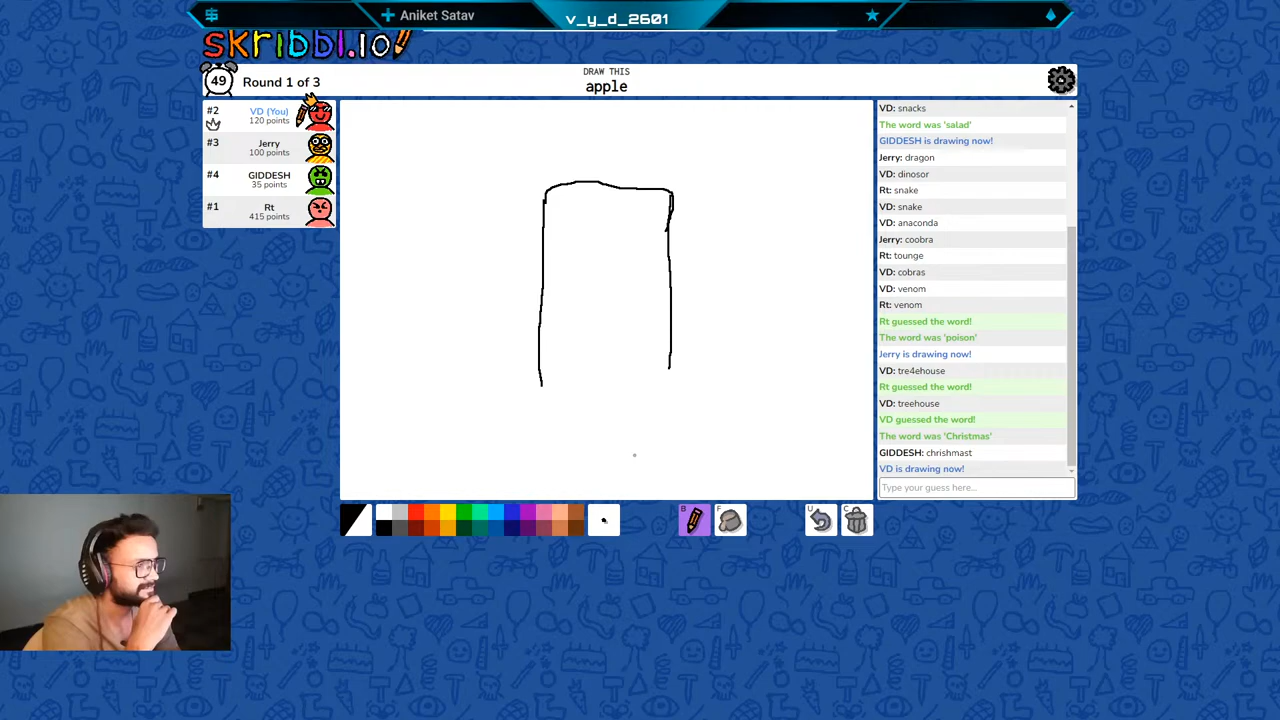 Aniket Satav
v_y_d_2601
skribbl.io
49
Round 1 of 3
DRAW THIS
apple
#2
VD (You)
120 points
#3
Jerry
100 points
#4
GIDDESH
35 points
#1
Rt
415 points
VD: snacks
The word was 'salad'
GIDDESH is drawing now!
Jerry: dragon
VD: dinosor
Rt: snake
VD: snake
VD: anaconda
Jerry: coobra
Rt: tounge
VD: cobras
VD: venom
Rt: venom
Rt guessed the word!
The word was 'poison'
Jerry is drawing now!
VD: tre4ehouse
Rt guessed the word!
VD: treehouse
VD guessed the word!
The word was 'Christmas'
GIDDESH: chrishmast
VD is drawing now!
Type your guess here...
B
F
U
C